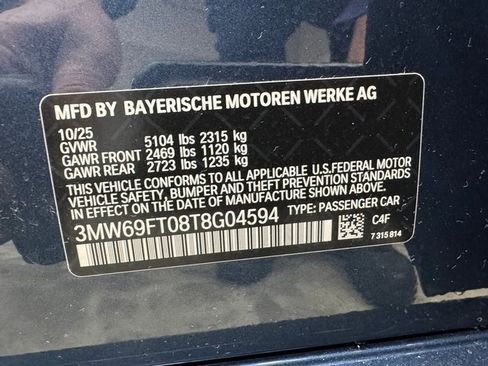 MFD BY BAYERISCHE MOTOREN WERKE AG
10/25
GVWR 5104 lbs 2315 kg
GAWR FRONT 2469 lbs 1120 kg
GAWR REAR 2723 lbs 1235 kg
THIS VEHICLE CONFORMS TO ALL APPLICABLE U.S.FEDERAL MOTOR
VEHICLE SAFETY, BUMPER, AND THEFT PREVENTION
STANDARDS IN EFFECT ON THE DATE OF MANUFACTURE SHOWN ABOVE.
3MW69FT08T8G04594 TYPE: PASSENGER CAR
C4F
7 315 814